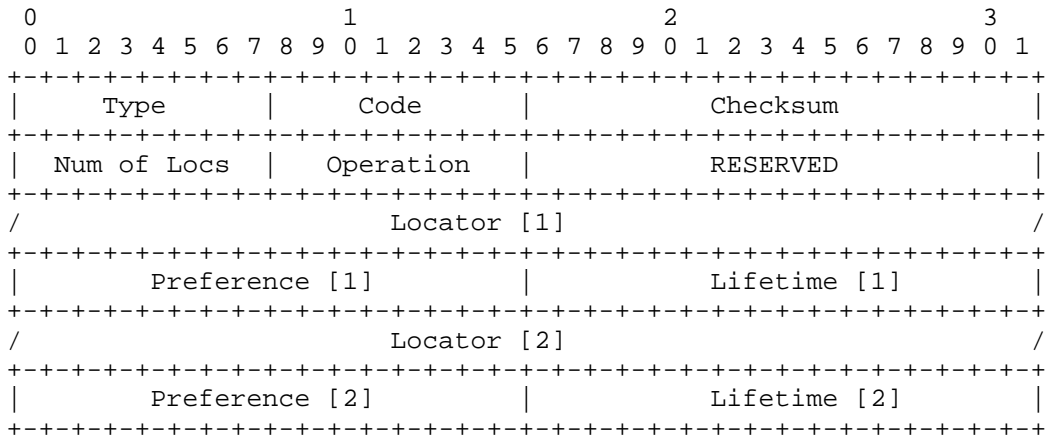 0                   1                   2                   3
 0 1 2 3 4 5 6 7 8 9 0 1 2 3 4 5 6 7 8 9 0 1 2 3 4 5 6 7 8 9 0 1
+-+-+-+-+-+-+-+-+-+-+-+-+-+-+-+-+-+-+-+-+-+-+-+-+-+-+-+-+-+-+-+-+
|     Type      |     Code      |           Checksum            |
+-+-+-+-+-+-+-+-+-+-+-+-+-+-+-+-+-+-+-+-+-+-+-+-+-+-+-+-+-+-+-+-+
|  Num of Locs  |   Operation   |           RESERVED            |
+-+-+-+-+-+-+-+-+-+-+-+-+-+-+-+-+-+-+-+-+-+-+-+-+-+-+-+-+-+-+-+-+
/                       Locator [1]                             /
+-+-+-+-+-+-+-+-+-+-+-+-+-+-+-+-+-+-+-+-+-+-+-+-+-+-+-+-+-+-+-+-+
|        Preference [1]         |           Lifetime [1]        |
+-+-+-+-+-+-+-+-+-+-+-+-+-+-+-+-+-+-+-+-+-+-+-+-+-+-+-+-+-+-+-+-+
/                       Locator [2]                             /
+-+-+-+-+-+-+-+-+-+-+-+-+-+-+-+-+-+-+-+-+-+-+-+-+-+-+-+-+-+-+-+-+
|        Preference [2]         |           Lifetime [2]        |
+-+-+-+-+-+-+-+-+-+-+-+-+-+-+-+-+-+-+-+-+-+-+-+-+-+-+-+-+-+-+-+-+